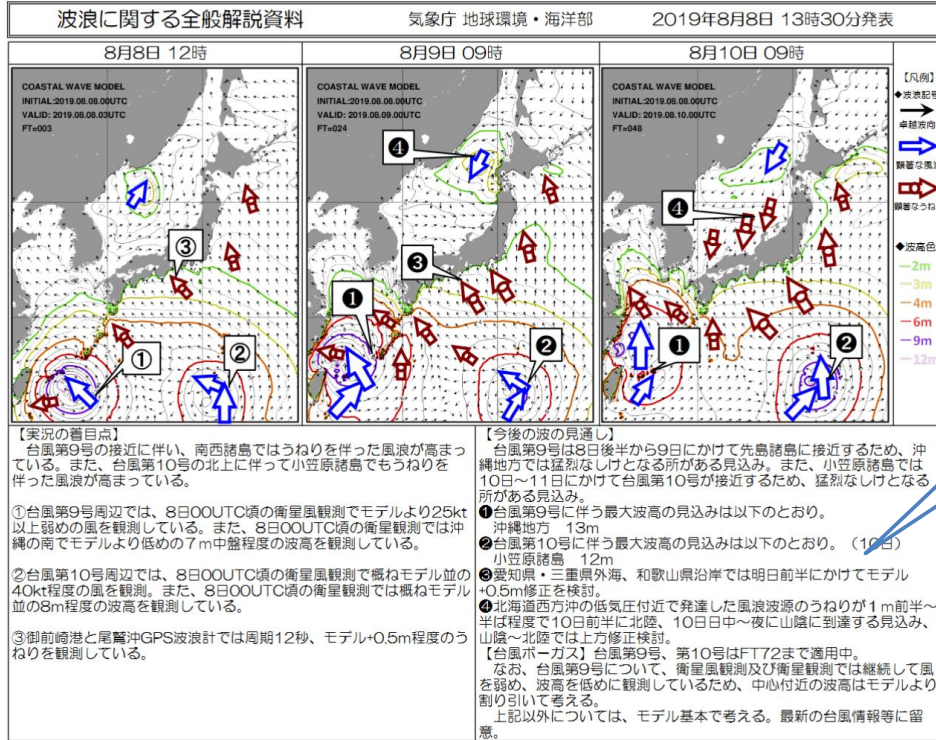 波浪に関する全般解説資料
気象庁 地球環境・海洋部
2019年8月8日 13時30分発表
8月8日 12時
8月9日 09時
8月10日 09時
COASTAL WAVE MODEL
INITIAL:2019.08.08.00UTC
VALID: 2019.08.08.03UTC
FT=003
③
①
②
COASTAL WAVE MODEL
INITIAL:2019.08.08.00UTC
VALID: 2019.08.09.00UTC
FT=024
❹
❸
❶
❷
COASTAL WAVE MODEL
INITIAL:2019.08.08.00UTC
VALID: 2019.08.10.00UTC
FT=048
❹
❶
❷
【凡例】
◆波浪記号
卓越波向
顕著な風浪
顕著なうね
◆波高色
2m
3m
4m
6m
9m
12m
【実況の着目点】
台風第9号の接近に伴い、南西諸島ではうねりを伴った風浪が高まっ
ている。また、台風第10号の北上に伴って小笠原諸島でもうねりを
伴った風浪が高まっている。
①台風第9号周辺では、8日00UTC頃の衛星風観測でモデルより25kt
以上弱めの風を観測している。また、8日00UTC頃の衛星観測では沖
縄の南でモデルより低めの7m中盤程度の波高を観測している。
②台風第10号周辺では、8日00UTC頃の衛星風観測で概ねモデル並の
40kt程度の風を観測。また、8日00UTC頃の衛星観測では概ねモデル
並の8m程度の波高を観測している。
③御前崎港と尾鷲沖GPS波浪計では周期12秒、モデル+0.5m程度のう
ねりを観測している。
【今後の波の見通し】
台風第9号は8日後半から9日にかけて先島諸島に接近するため、沖
縄地方では猛烈なしけとなる所がある見込み。また、小笠原諸島では
10日～11日にかけて台風第10号が接近するため、猛烈なしけとなる
所がある見込み。
❶台風第9号に伴う最大波高の見込みは以下のとおり。
沖縄地方 13m
❷台風第10号に伴う最大波高の見込みは以下のとおり。（10日）
小笠原諸島 12m
❸愛知県・三重県外海、和歌山県沿岸では明日前半にかけてモデル
+0.5m修正を検討。
❹北海道西方沖の低気圧付近で発達した風浪波源のうねりが1m前半～
半ば程度で10日前半に北陸、10日日中～夜に山陰に到達する見込み、
山陰～北陸では上方修正検討。
【台風ボーガス】台風第9号、第10号はFT72まで適用中。
なお、台風第9号について、衛星風観測及び衛星観測では継続して風
を弱め、波高を低めに観測しているため、中心付近の波高はモデルより
割り引いて考える。
上記以外については、モデル基本で考える。最新の台風情報等に留
意。